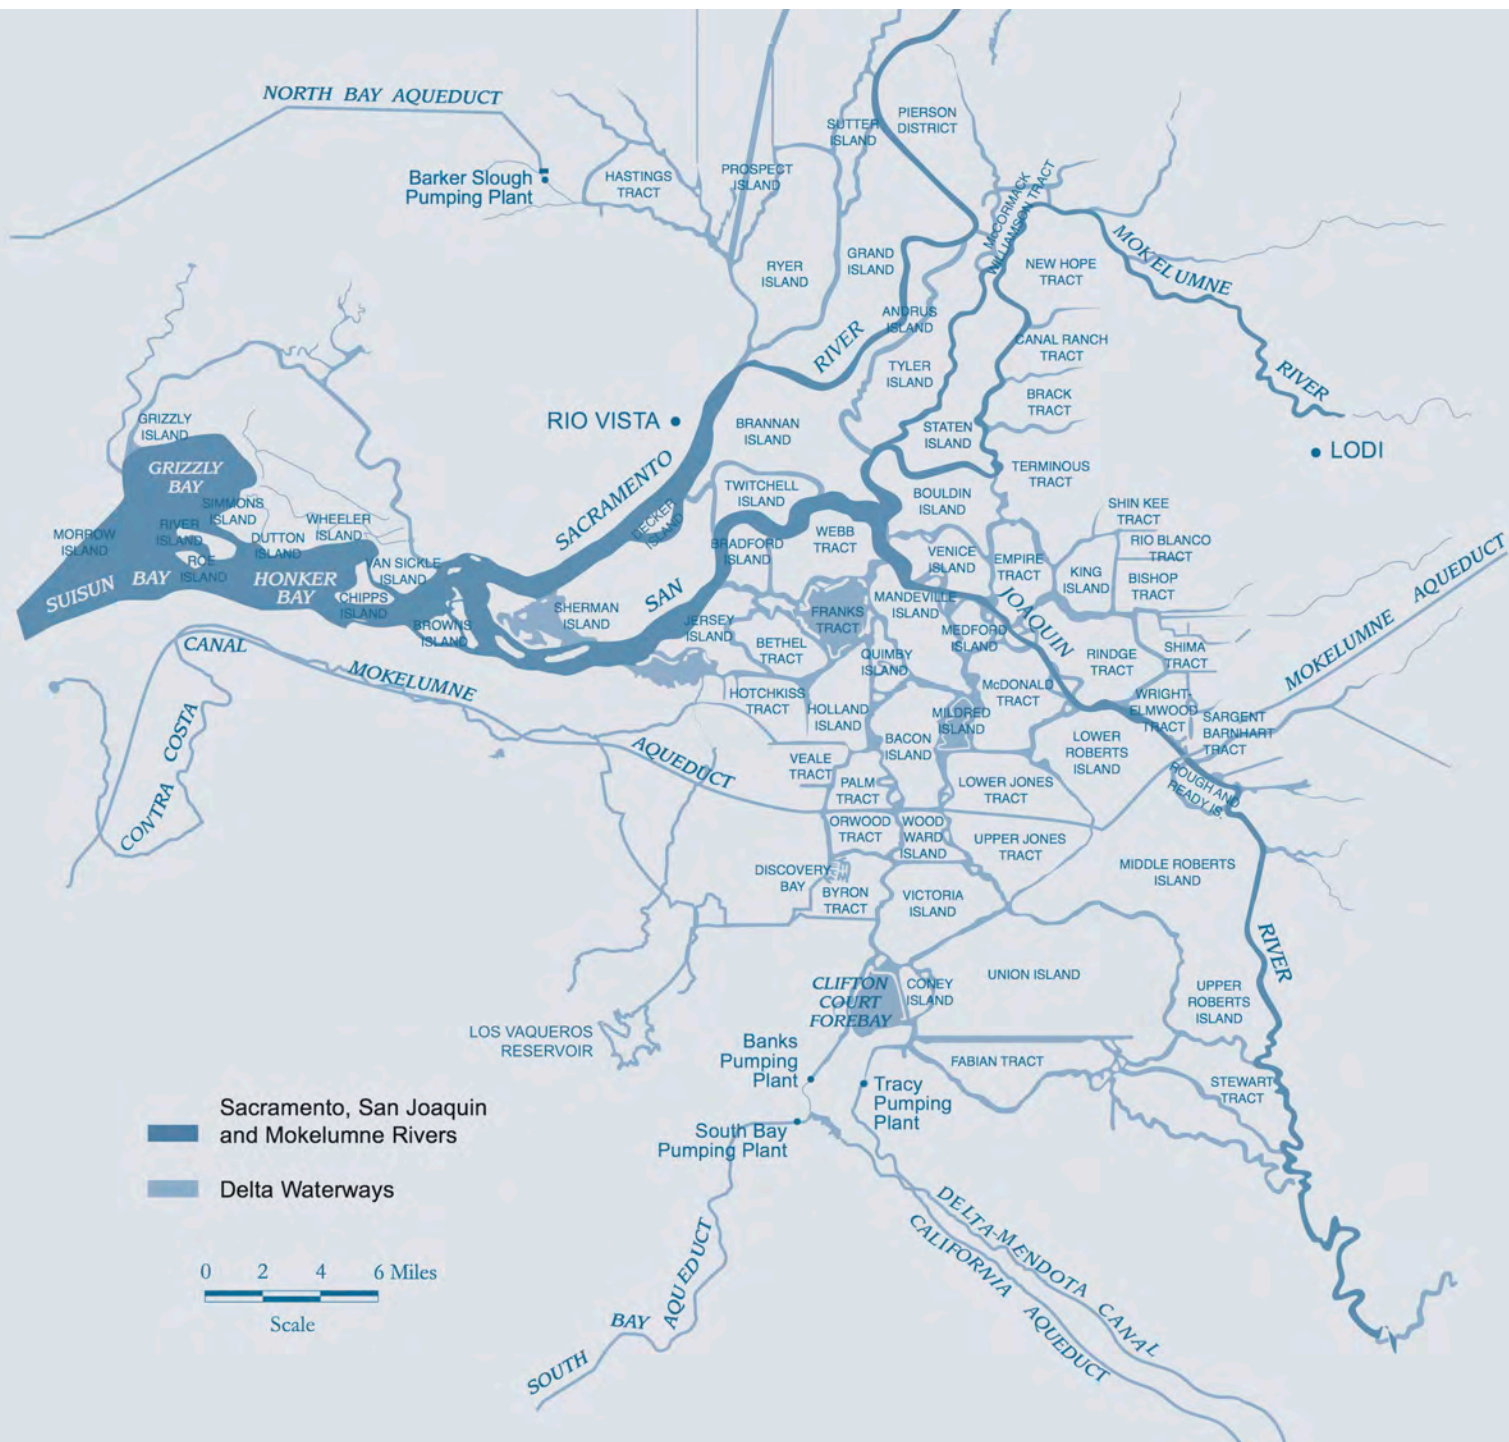 NORTH BAY AQUEDUCT
Barker Slough
Pumping Plant
HASTINGS
TRACT
PROSPECT
ISLAND
SUTTER
ISLAND
PIERSON
DISTRICT
McCORMACK
WILLIAMSON TRACT
MOKELUMNE
RIVER
RYER
ISLAND
GRAND
ISLAND
NEW HOPE
TRACT
ANDRUS
ISLAND
RIVER
CANAL RANCH
TRACT
TYLER
ISLAND
BRACK
TRACT
RIO VISTA
BRANNAN
ISLAND
STATEN
ISLAND
LODI
GRIZZLY
ISLAND
GRIZZLY
BAY
SACRAMENTO
TERMINOUS
TRACT
TWITCHELL
ISLAND
BOULDIN
ISLAND
SIMMONS
ISLAND
DECKER
ISLAND
SHIN KEE
TRACT
MORROW
ISLAND
RIVER
ISLAND
DUTTON
ISLAND
WHEELER
ISLAND
BRADFORD
ISLAND
WEBB
TRACT
RIO BLANCO
TRACT
VENICE
ISLAND
EMPIRE
TRACT
ROE
ISLAND
VAN SICKLE
ISLAND
KING
ISLAND
BISHOP
TRACT
SUISUN BAY
HONKER
BAY
CHIPPS
ISLAND
SAN
MANDEVILLE
ISLAND
JOAQUIN
MOKELUMNE AQUEDUCT
BROWNS
ISLAND
SHERMAN
ISLAND
JERSEY
ISLAND
FRANKS
TRACT
MEDFORD
ISLAND
CANAL
BETHEL
TRACT
QUIMBY
ISLAND
RINDGE
TRACT
SHIMA
TRACT
MOKELUMNE
HOTCHKISS
TRACT
HOLLAND
ISLAND
McDONALD
TRACT
WRIGHT-
ELMWOOD
TRACT
CONTRA COSTA
MILDRED
ISLAND
SARGENT
BARNHART
TRACT
AQUEDUCT
BACON
ISLAND
LOWER
ROBERTS
ISLAND
VEALE
TRACT
PALM
TRACT
LOWER JONES
TRACT
ROUGH AND
READY IS.
ORWOOD
TRACT
WOOD
WARD
ISLAND
UPPER JONES
TRACT
MIDDLE ROBERTS
ISLAND
DISCOVERY
BAY
BYRON
TRACT
VICTORIA
ISLAND
RIVER
CLIFTON
COURT
FOREBAY
CONEY
ISLAND
UNION ISLAND
UPPER
ROBERTS
ISLAND
LOS VAQUEROS
RESERVOIR
Banks
Pumping
Plant
FABIAN TRACT
Tracy
Pumping
Plant
STEWART
TRACT
South Bay
Pumping Plant
Sacramento, San Joaquin
and Mokelumne Rivers
Delta Waterways
DELTA-MENDOTA CANAL
CALIFORNIA AQUEDUCT
SOUTH BAY AQUEDUCT
0 2 4 6 Miles
Scale